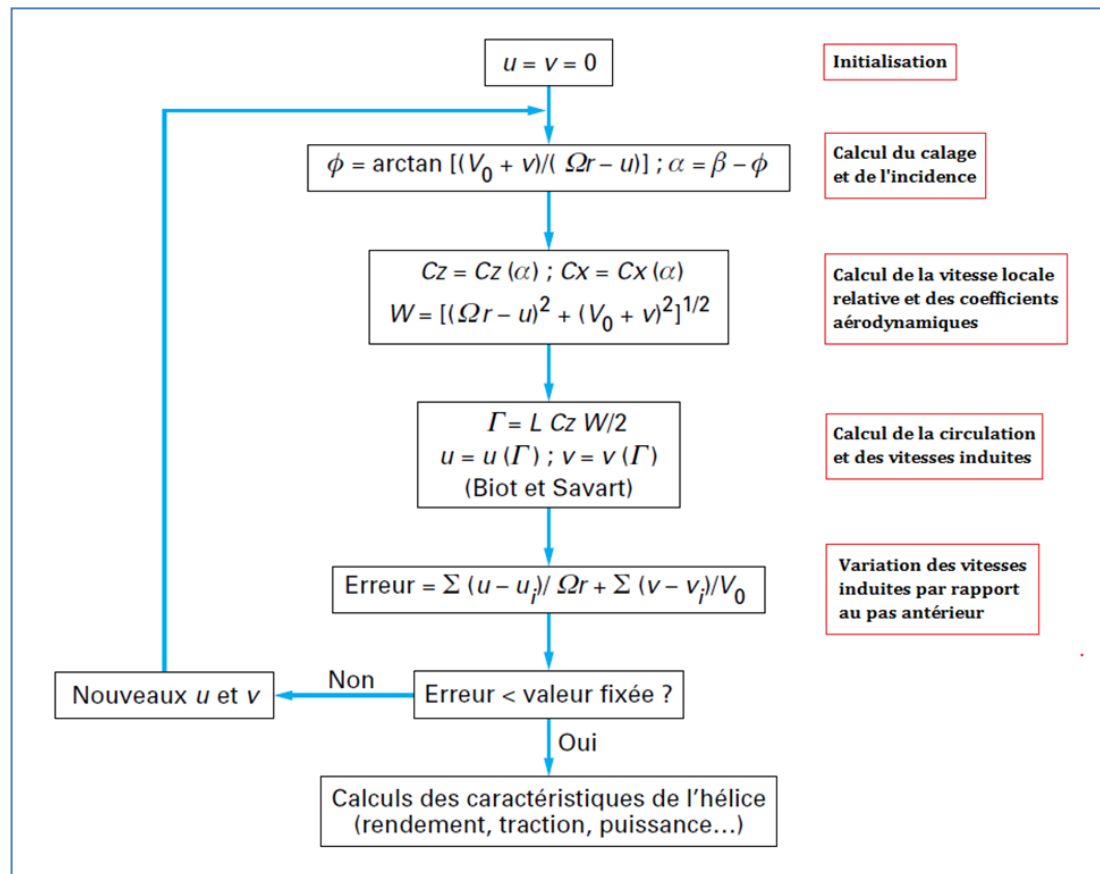 u = v = 0
Initialisation
ϕ = arctan [(V₀ + v)/( Ωr – u)] ; α = β – ϕ
Calcul du calage
et de l'incidence
Cz = Cz (α) ; Cx = Cx (α)
W = [(Ωr – u)² + (V₀ + v)²]¹/²
Calcul de la vitesse locale
relative et des coefficients
aérodynamiques
Γ = L Cz W/2
u = u (Γ) ; v = v (Γ)
(Biot et Savart)
Calcul de la circulation
et des vitesses induites
Erreur = Σ (u – uᵢ)/ Ωr + Σ (v – vᵢ)/V₀
Variation des vitesses
induites par rapport
au pas antérieur
Nouveaux u et v
Non
Erreur < valeur fixée ?
Oui
Calculs des caractéristiques de l’hélice
(rendement, traction, puissance...)